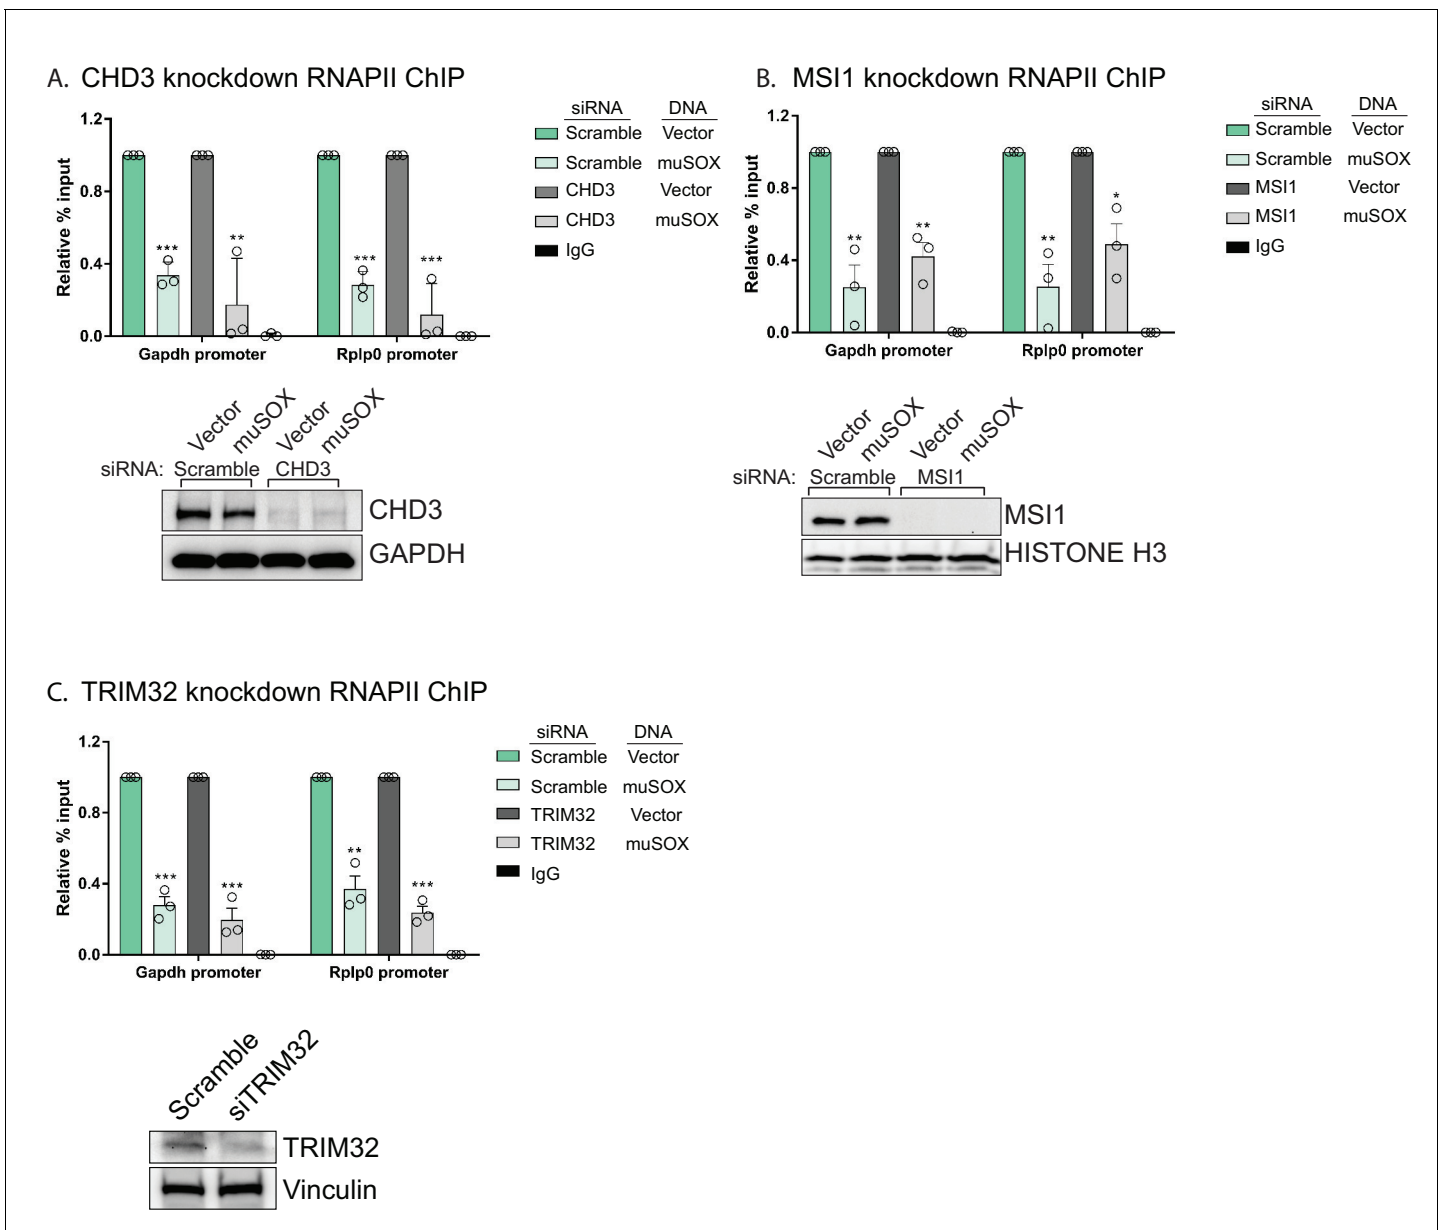 A. CHD3 knockdown RNAPII ChIP
siRNA DNA
Scramble Vector
Scramble muSOX
CHD3 Vector
CHD3 muSOX
IgG
Relative % input
1.2
0.8
0.4
0.0
*** ** *** ***
Gapdh promoter Rplp0 promoter
Vector muSOX Vector muSOX
siRNA: Scramble CHD3
CHD3
GAPDH
B. MSI1 knockdown RNAPII ChIP
siRNA DNA
Scramble Vector
Scramble muSOX
MSI1 Vector
MSI1 muSOX
IgG
Relative % input
1.2
0.8
0.4
0.0
** ** ** *
Gapdh promoter Rplp0 promoter
Vector muSOX Vector muSOX
siRNA: Scramble MSI1
MSI1
HISTONE H3
C. TRIM32 knockdown RNAPII ChIP
siRNA DNA
Scramble Vector
Scramble muSOX
TRIM32 Vector
TRIM32 muSOX
IgG
Relative % input
1.2
0.8
0.4
0.0
*** *** ** ***
Gapdh promoter Rplp0 promoter
Scramble siTRIM32
TRIM32
Vinculin